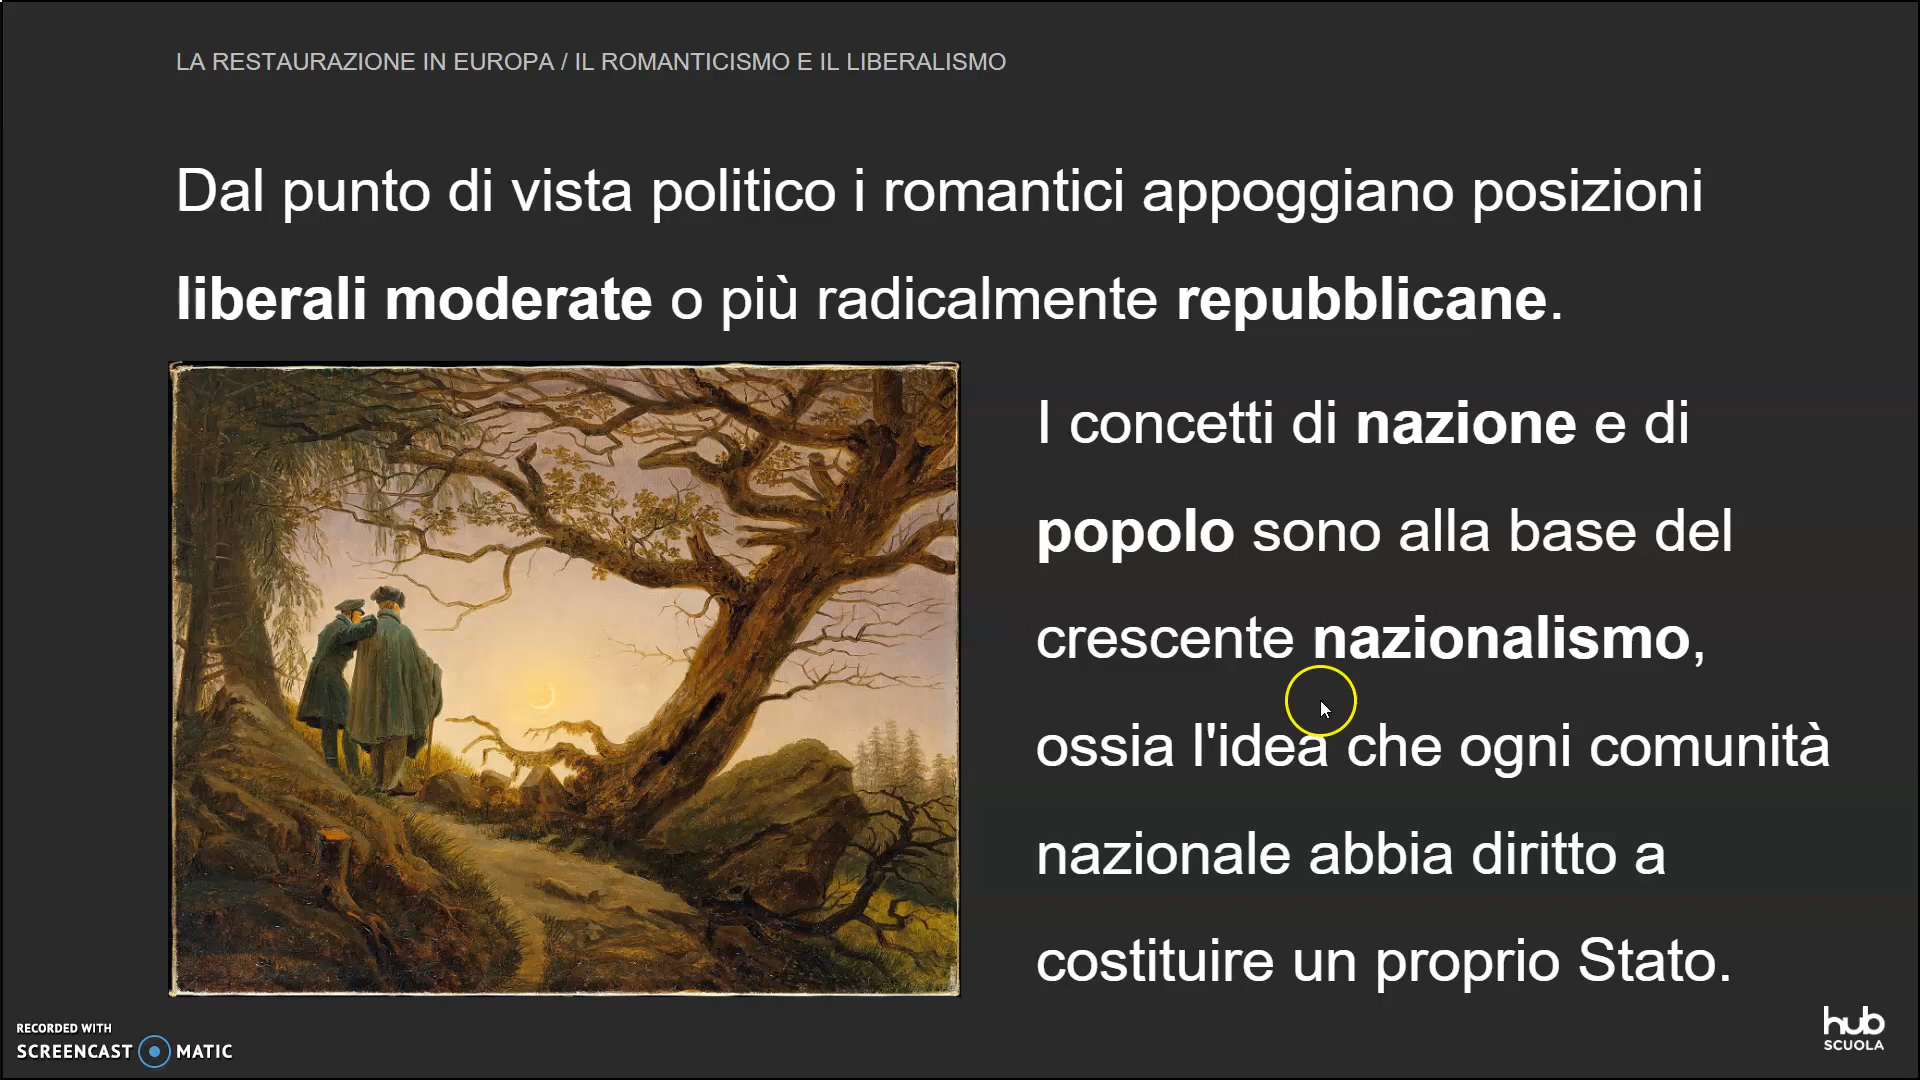 LA RESTAURAZIONE IN EUROPA / IL ROMANTICISMO E IL LIBERALISMO
Dal punto di vista politico i romantici appoggiano posizioni
liberali moderate o più radicalmente repubblicane.
I concetti di nazione e di
popolo sono alla base del
crescente nazionalismo,
ossia l'idea che ogni comunità
nazionale abbia diritto a
costituire un proprio Stato.
RECORDED WITH
SCREENCAST MATIC
hub
SCUOLA